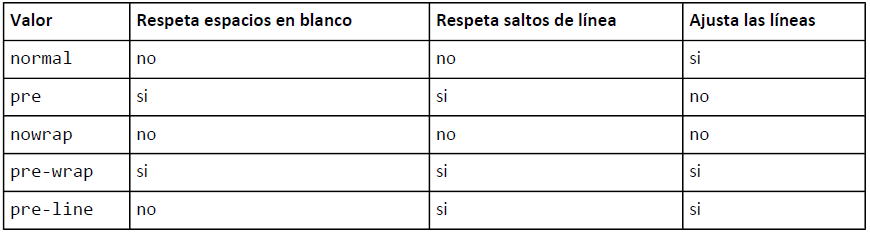 Valor Respeta espacios en blanco Respeta saltos de línea Ajusta las líneas
normal no no si
pre si si no
nowrap no no no
pre-wrap si si si
pre-line no si si